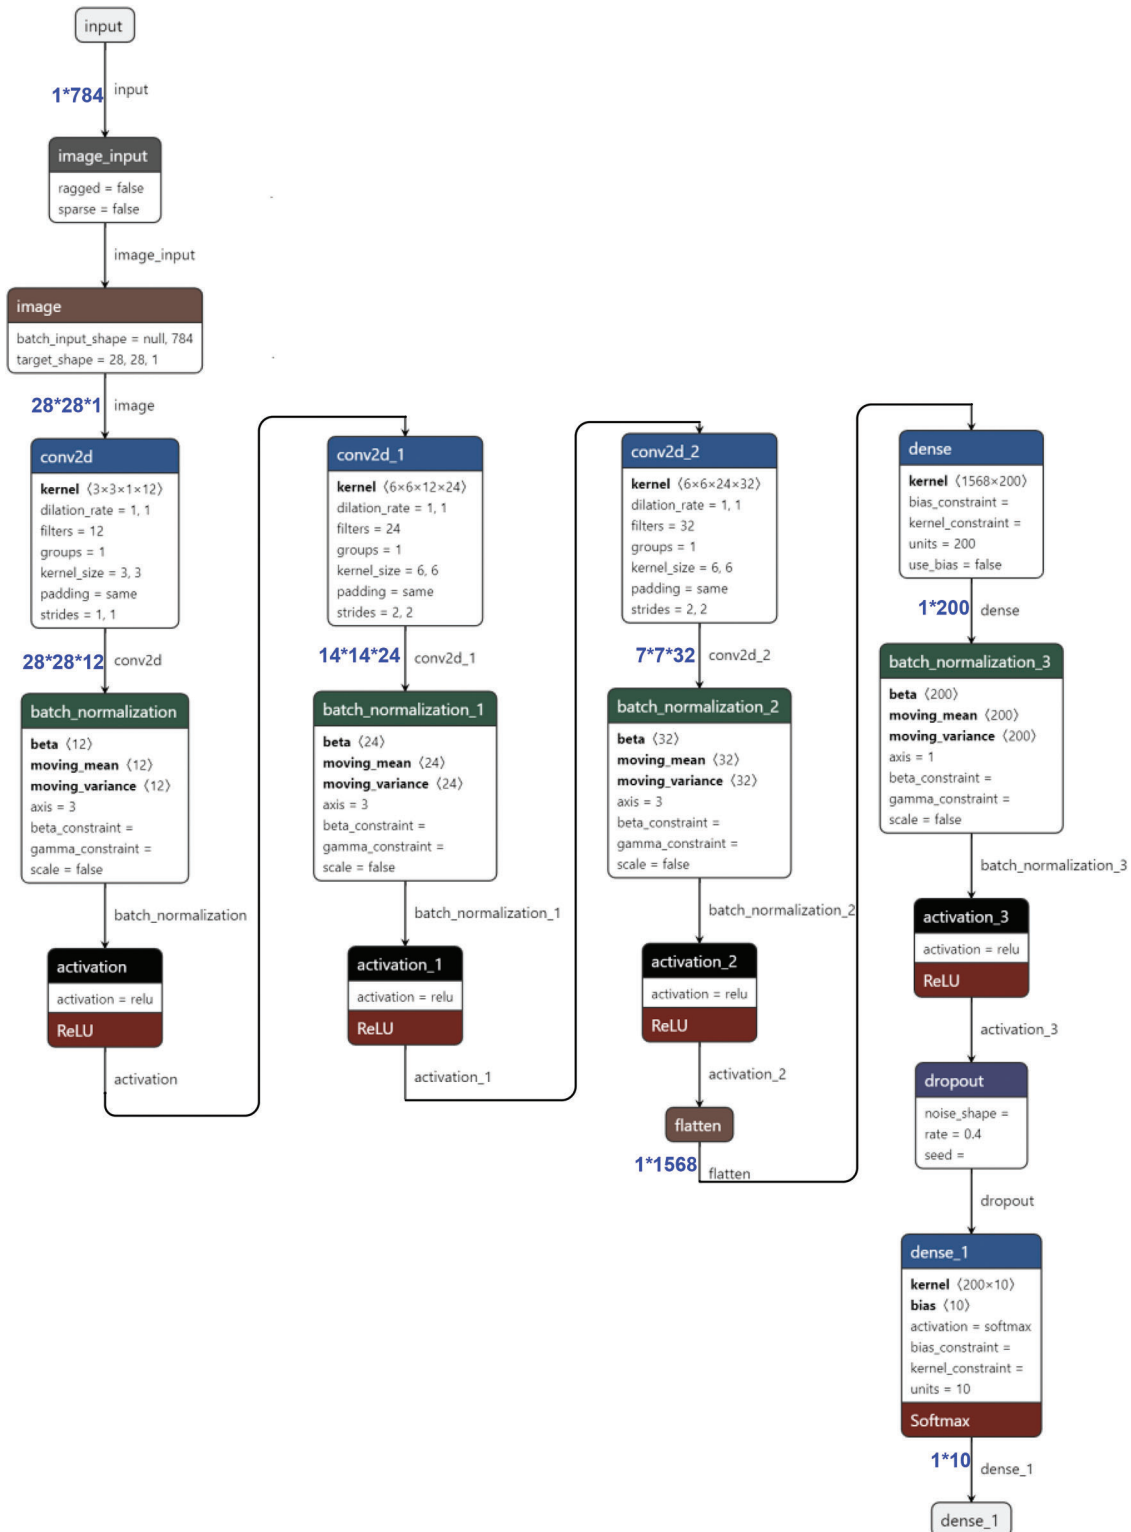 input
1*784 input
image_input
ragged = false
sparse = false
image_input
image
batch_input_shape = null, 784
target_shape = 28, 28, 1
28*28*1 image
conv2d
kernel ⟨3×3×1×12⟩
dilation_rate = 1, 1
filters = 12
groups = 1
kernel_size = 3, 3
padding = same
strides = 1, 1
28*28*12 conv2d
batch_normalization
beta ⟨12⟩
moving_mean ⟨12⟩
moving_variance ⟨12⟩
axis = 3
beta_constraint =
gamma_constraint =
scale = false
batch_normalization
activation
activation = relu
ReLU
activation
conv2d_1
kernel ⟨6×6×12×24⟩
dilation_rate = 1, 1
filters = 24
groups = 1
kernel_size = 6, 6
padding = same
strides = 2, 2
14*14*24 conv2d_1
batch_normalization_1
beta ⟨24⟩
moving_mean ⟨24⟩
moving_variance ⟨24⟩
axis = 3
beta_constraint =
gamma_constraint =
scale = false
batch_normalization_1
activation_1
activation = relu
ReLU
activation_1
conv2d_2
kernel ⟨6×6×24×32⟩
dilation_rate = 1, 1
filters = 32
groups = 1
kernel_size = 6, 6
padding = same
strides = 2, 2
7*7*32 conv2d_2
batch_normalization_2
beta ⟨32⟩
moving_mean ⟨32⟩
moving_variance ⟨32⟩
axis = 3
beta_constraint =
gamma_constraint =
scale = false
batch_normalization_2
activation_2
activation = relu
ReLU
activation_2
flatten
1*1568 flatten
dense
kernel ⟨1568×200⟩
bias_constraint =
kernel_constraint =
units = 200
use_bias = false
1*200 dense
batch_normalization_3
beta ⟨200⟩
moving_mean ⟨200⟩
moving_variance ⟨200⟩
axis = 1
beta_constraint =
gamma_constraint =
scale = false
batch_normalization_3
activation_3
activation = relu
ReLU
activation_3
dropout
noise_shape =
rate = 0.4
seed =
dropout
dense_1
kernel ⟨200×10⟩
bias ⟨10⟩
activation = softmax
bias_constraint =
kernel_constraint =
units = 10
Softmax
1*10 dense_1
dense_1